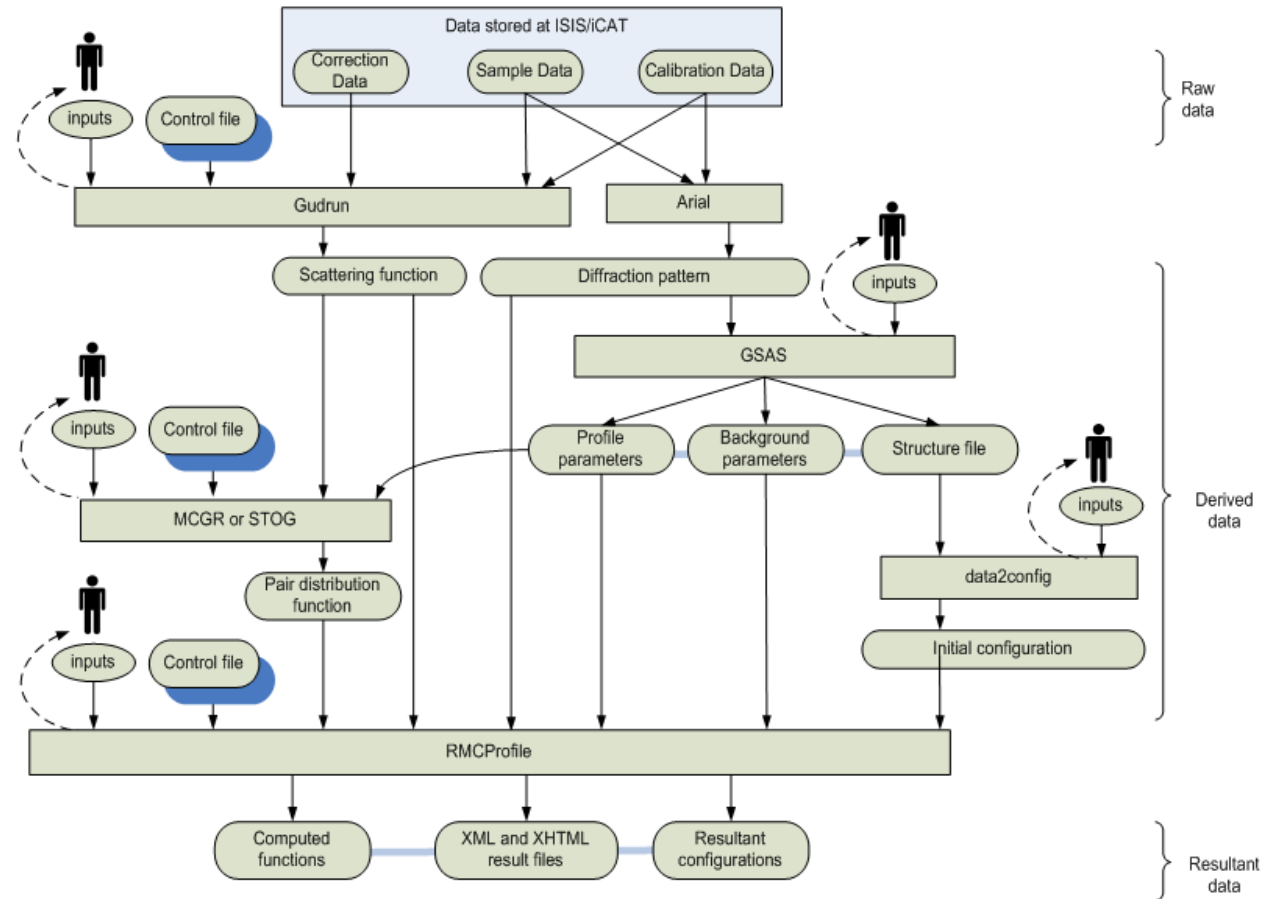 Data stored at ISIS/iCAT
Correction
Data
Sample Data
Calibration Data
Raw
data
inputs
Control file
Gudrun
Arial
Scattering function
Diffraction pattern
inputs
GSAS
inputs
Control file
Profile
parameters
Background
parameters
Structure file
inputs
Derived
data
MCGR or STOG
data2config
Pair distribution
function
inputs
Control file
Initial configuration
RMCProfile
Computed
functions
XML and XHTML
result files
Resultant
configurations
Resultant
data